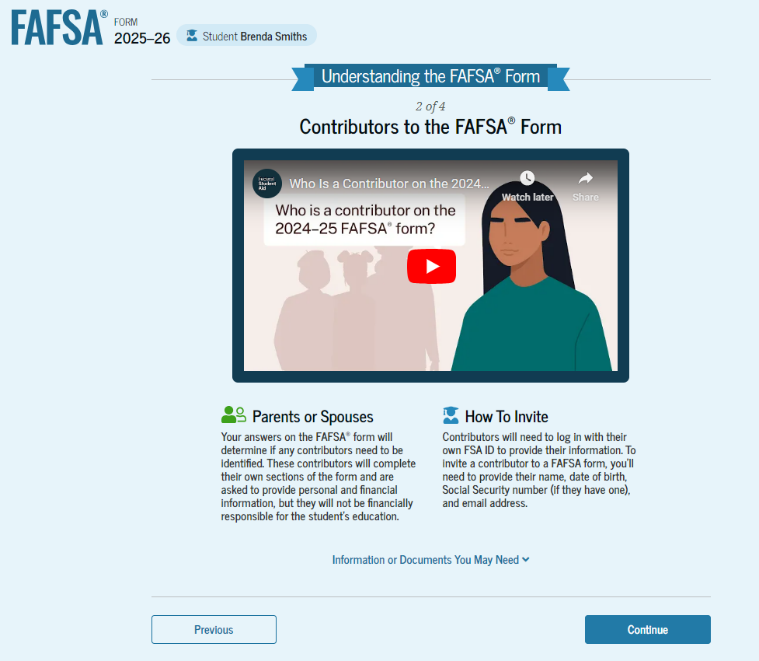 FAFSA®
FORM
2025–26
Student Brenda Smiths
Understanding the FAFSA® Form
2 of 4
Contributors to the FAFSA® Form
Federal
Student
Aid
Who Is a Contributor on the 2024...
Watch later
Share
Who is a contributor on the
2024–25 FAFSA® form?
Parents or Spouses
Your answers on the FAFSA® form will
determine if any contributors need to be
identified. These contributors will complete
their own sections of the form and are
asked to provide personal and financial
information, but they will not be financially
responsible for the student's education.
How To Invite
Contributors will need to log in with their
own FSA ID to provide their information. To
invite a contributor to a FAFSA form, you'll
need to provide their name, date of birth,
Social Security number (if they have one),
and email address.
Information or Documents You May Need
Previous
Continue